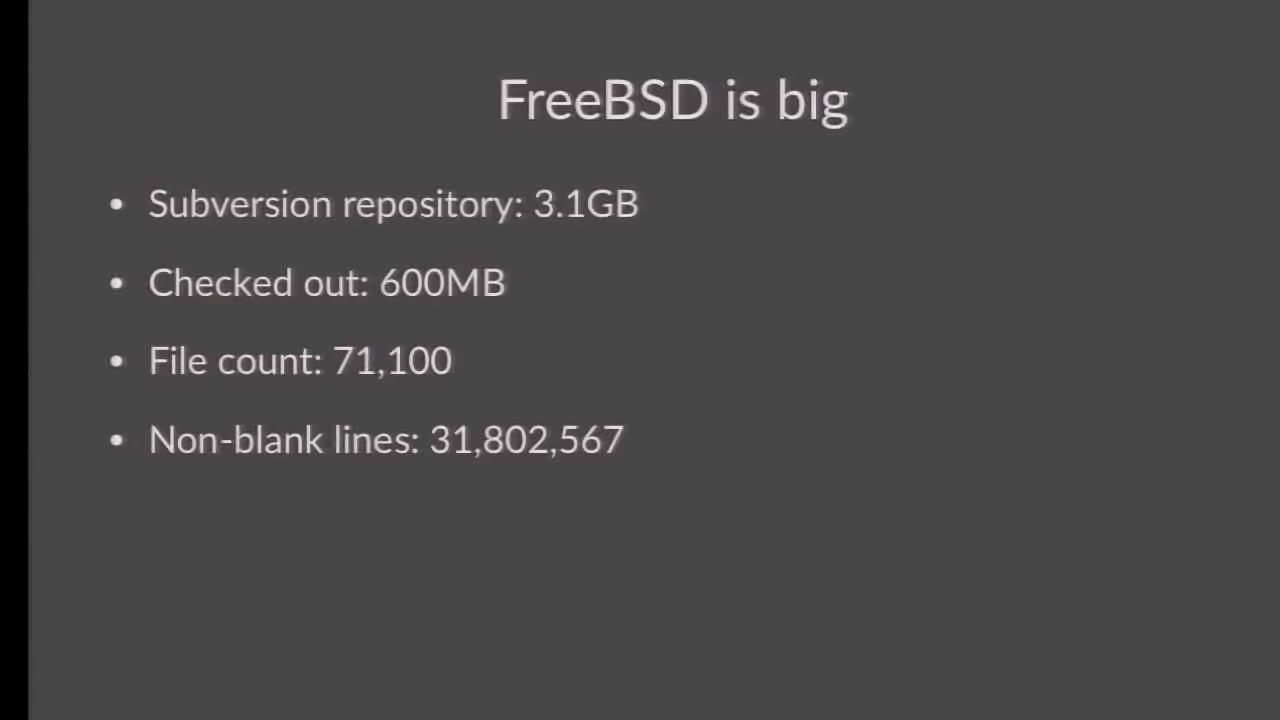 FreeBSD is big
• Subversion repository: 3.1GB
• Checked out: 600MB
• File count: 71,100
• Non-blank lines: 31,802,567